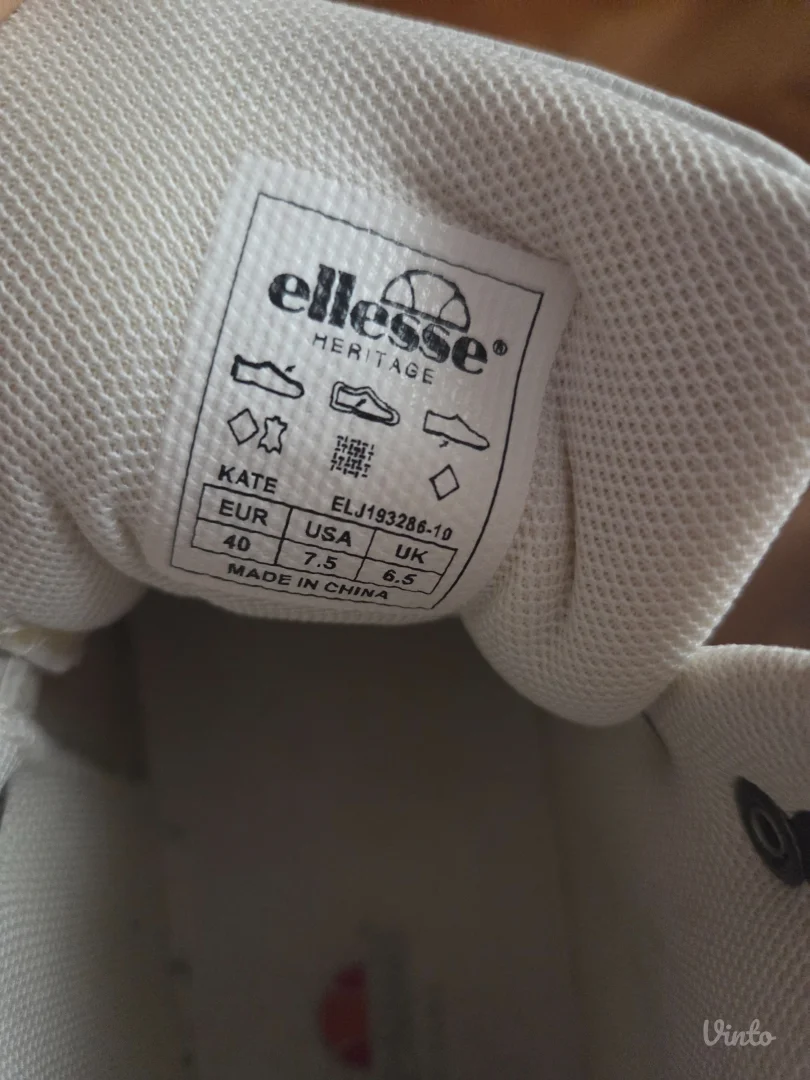 ellesse®
HERITAGE
KATE ELJ193286-10
EUR USA UK
40 7.5 6.5
MADE IN CHINA
Vinto